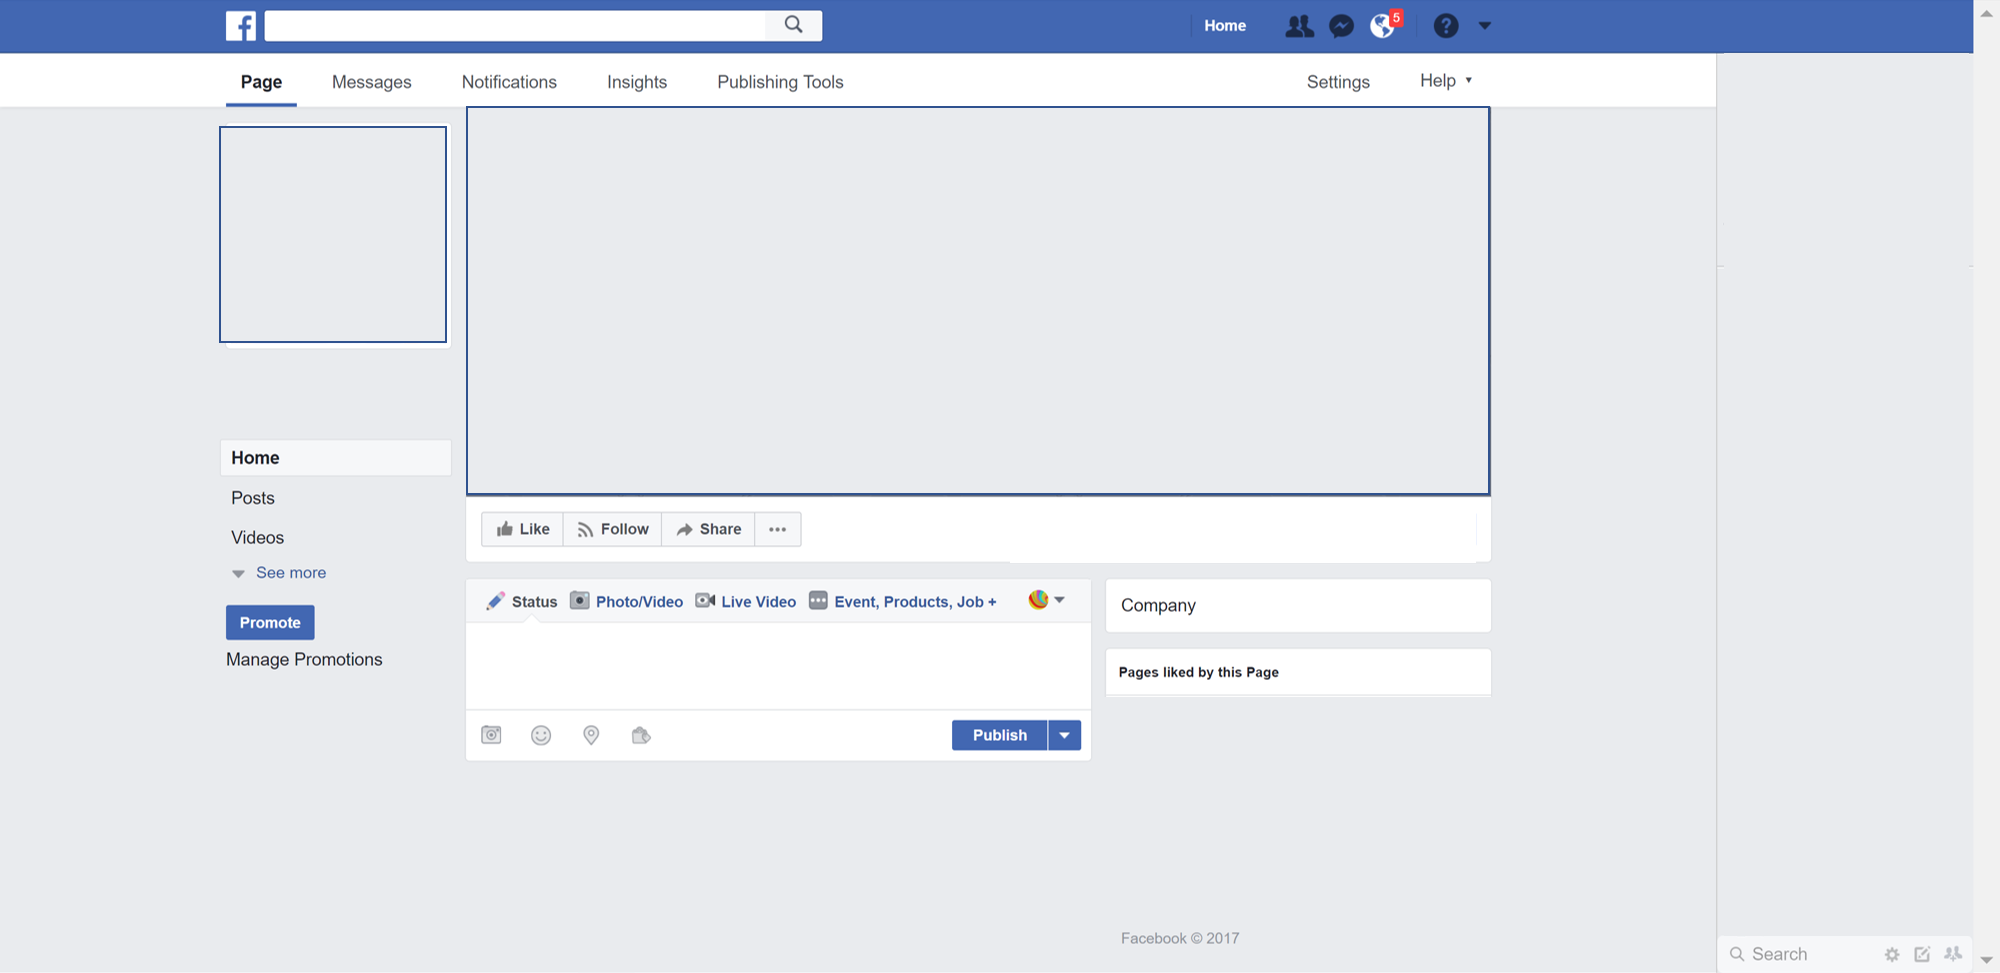 Home 5 ?
Page Messages Notifications Insights Publishing Tools Settings Help
Home
Posts
Videos
See more
Promote
Manage Promotions
Like Follow Share
Status Photo/Video Live Video Event, Products, Job +
Publish
Company
Pages liked by this Page
Facebook © 2017
Search